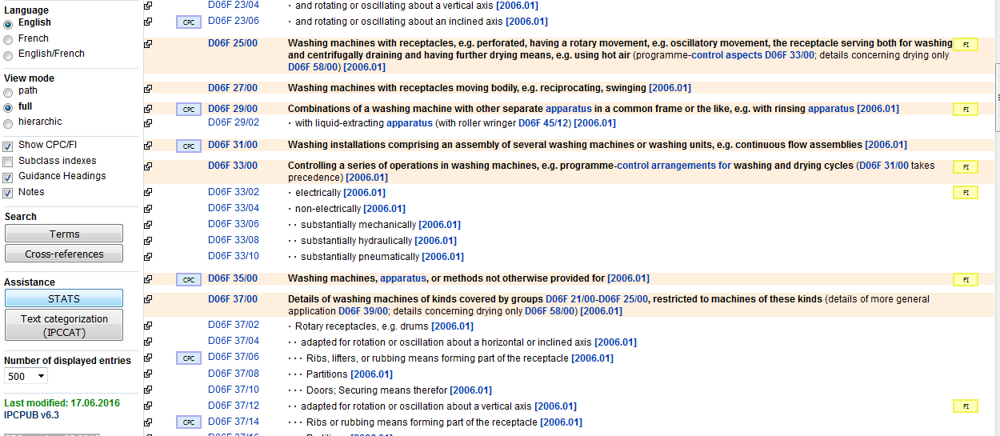 Language
English
French
English/French
View mode
path
full
hierarchic
Show CPC/FI
Subclass indexes
Guidance Headings
Notes
Search
Terms
Cross-references
Assistance
STATS
Text categorization
(IPCCAT)
Number of displayed entries
500
Last modified: 17.06.2016
IPCPUB v6.3
D06F 23/04 · and rotating or oscillating about a vertical axis [2006.01]
CPC D06F 23/06 · and rotating or oscillating about an inclined axis [2006.01]
D06F 25/00 Washing machines with receptacles, e.g. perforated, having a rotary movement, e.g. oscillatory movement, the receptacle serving both for washing FI
and centrifugally draining and having further drying means, e.g. using hot air (programme-control aspects D06F 33/00; details concerning drying only
D06F 58/00) [2006.01]
D06F 27/00 Washing machines with receptacles moving bodily, e.g. reciprocating, swinging [2006.01]
CPC D06F 29/00 Combinations of a washing machine with other separate apparatus in a common frame or the like, e.g. with rinsing apparatus [2006.01] FI
D06F 29/02 · with liquid-extracting apparatus (with roller wringer D06F 45/12) [2006.01]
CPC D06F 31/00 Washing installations comprising an assembly of several washing machines or washing units, e.g. continuous flow assemblies [2006.01]
D06F 33/00 Controlling a series of operations in washing machines, e.g. programme-control arrangements for washing and drying cycles (D06F 31/00 takes FI
precedence) [2006.01]
D06F 33/02 · electrically [2006.01] FI
D06F 33/04 · non-electrically [2006.01]
D06F 33/06 · · substantially mechanically [2006.01]
D06F 33/08 · · substantially hydraulically [2006.01]
D06F 33/10 · · substantially pneumatically [2006.01]
CPC D06F 35/00 Washing machines, apparatus, or methods not otherwise provided for [2006.01] FI
D06F 37/00 Details of washing machines of kinds covered by groups D06F 21/00-D06F 25/00, restricted to machines of these kinds (details of more general
application D06F 39/00; details concerning drying only D06F 58/00) [2006.01]
D06F 37/02 · Rotary receptacles, e.g. drums [2006.01]
D06F 37/04 · · adapted for rotation or oscillation about a horizontal or inclined axis [2006.01]
CPC D06F 37/06 · · · Ribs, lifters, or rubbing means forming part of the receptacle [2006.01]
D06F 37/08 · · · Partitions [2006.01]
D06F 37/10 · · · Doors; Securing means therefor [2006.01]
D06F 37/12 · · adapted for rotation or oscillation about a vertical axis [2006.01] FI
CPC D06F 37/14 · · · Ribs or rubbing means forming part of the receptacle [2006.01]